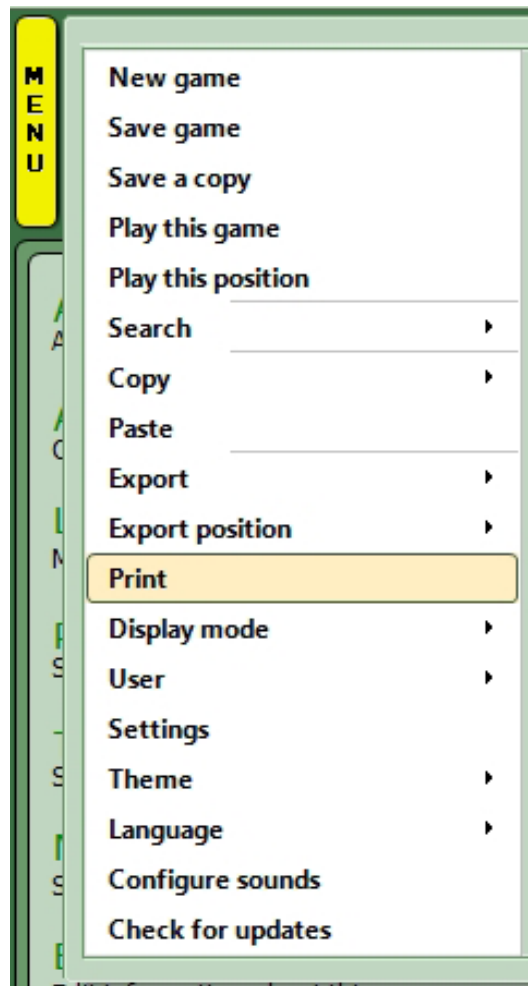 MENU
New game
Save game
Save a copy
Play this game
Play this position
Search
Copy
Paste
Export
Export position
Print
Display mode
User
Settings
Theme
Language
Configure sounds
Check for updates